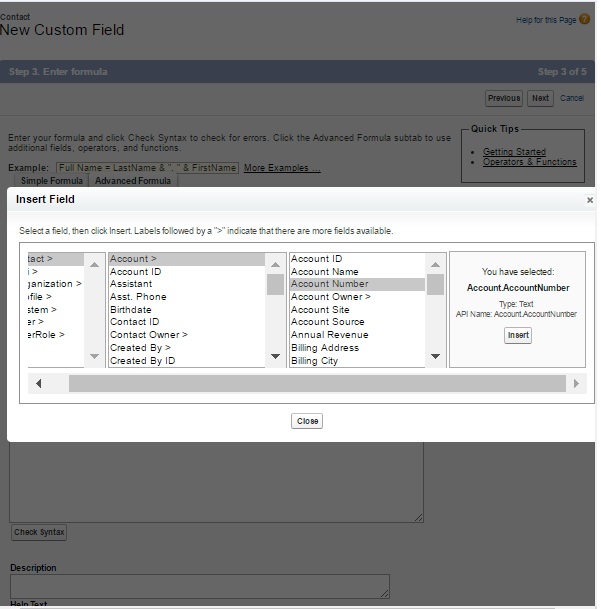 Contact
New Custom Field
Help for this Page
Step 3. Enter formula
Step 3 of 5
Previous Next Cancel
Enter your formula and click Check Syntax to check for errors. Click the Advanced Formula subtab to use
additional fields, operators, and functions.
Quick Tips
Getting Started
Operators & Functions
Example: Full Name = LastName & ", " & FirstName More Examples ...
Simple Formula Advanced Formula
Insert Field
Select a field, then click Insert. Labels followed by a ">" indicate that there are more fields available.
tact >
i >
janization >
ofile >
stem >
er >
erRole >
Account >
Account ID
Assistant
Asst. Phone
Birthdate
Contact ID
Contact Owner >
Created By >
Created By ID
Account ID
Account Name
Account Number
Account Owner >
Account Site
Account Source
Annual Revenue
Billing Address
Billing City
You have selected:
Account.AccountNumber
Type: Text
API Name: Account.AccountNumber
Insert
Close
Check Syntax
Description
Help Text